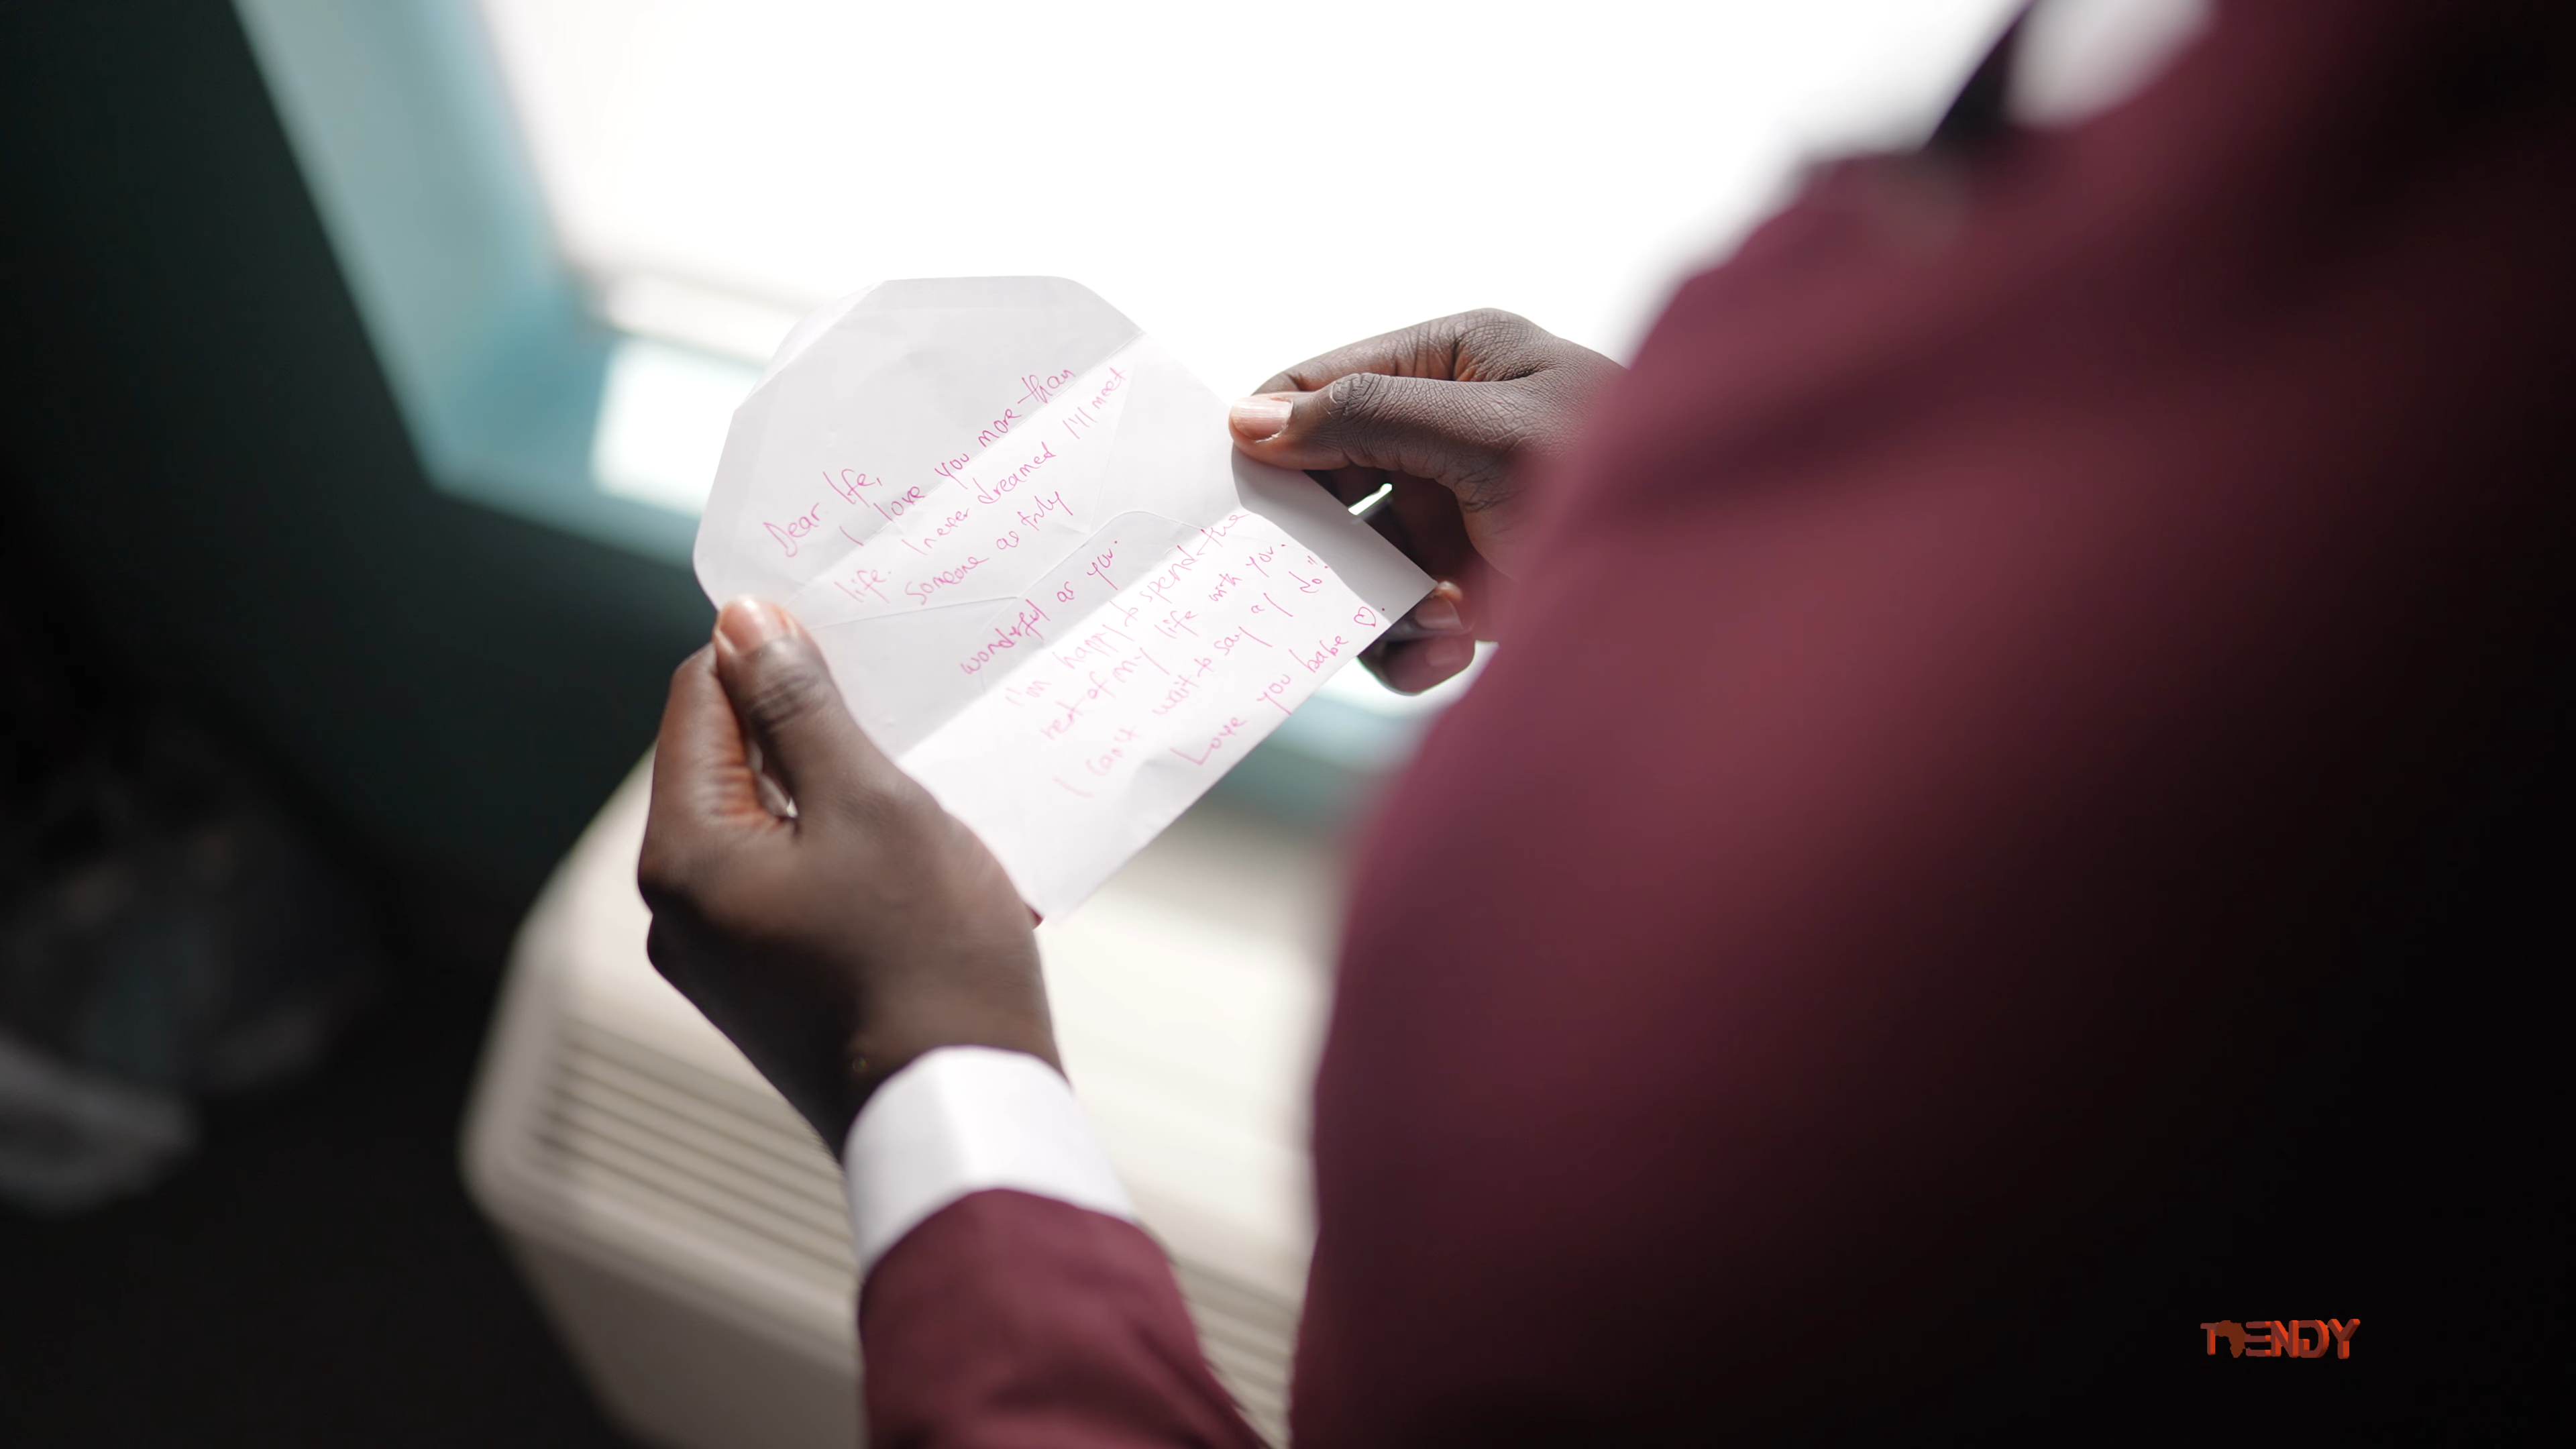 Dear life,
I love you more than
life. I never dreamed I'll meet
someone as truly
wonderful as you.
I'm happy to spend the
rest of my life with you.
I can't wait to say "I do".
Love you babe ♡.
TENDY